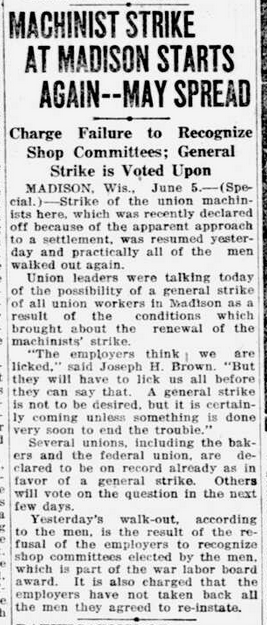 MACHINIST STRIKE
AT MADISON STARTS
AGAIN--MAY SPREAD
Charge Failure to Recognize
Shop Committees; General
Strike is Voted Upon
MADISON, Wis., June 5.—(Spe-
cial.)—Strike of the union machin-
ists here, which was recently declared
off because of the apparent approach
to a settlement, was resumed yester-
day and practically all of the men
walked out again.
Union leaders were talking today
of the possibility of a general strike
of all union workers in Madison as a
result of the conditions which
brought about the renewal of the
machinists' strike.
"The employers think we are
licked," said Joseph H. Brown. "But
they will have to lick us all before
they can say that. A general strike
is not to be desired, but it is certain-
ly coming unless something is done
very soon to end the trouble."
Several unions, including the bak-
ers and the federal union, are de-
clared to be on record already as in
favor of a general strike. Others
will vote on the question in the next
few days.
Yesterday's walk-out, according
to the men, is the result of the re-
fusal of the employers to recognize
shop committees elected by the men,
which is part of the war labor board
award. It is also charged that the
employers have not taken back all
the men they agreed to re-instate.